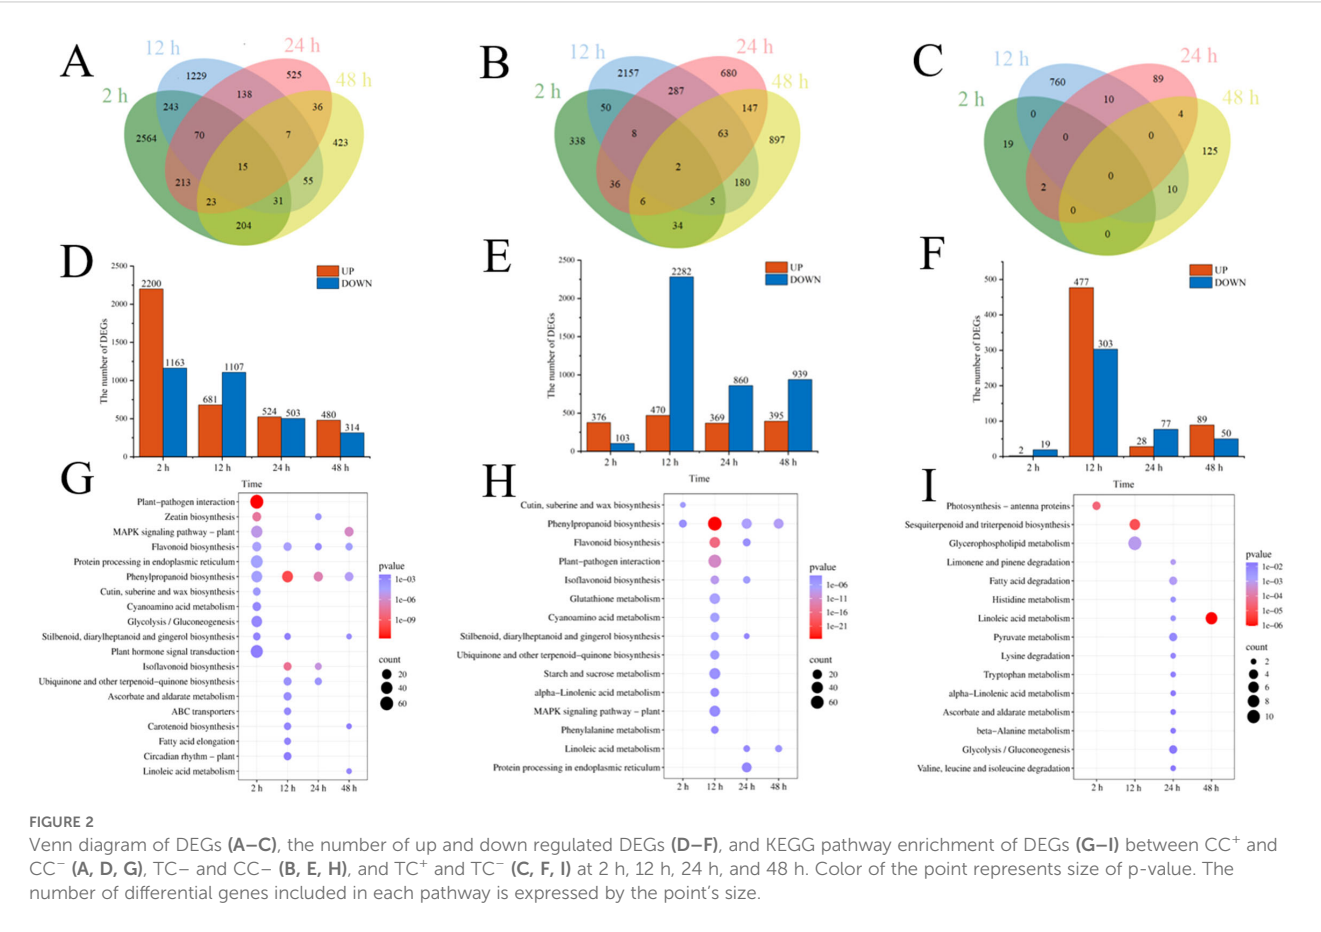 A
12 h
24 h
2 h
48 h
1229
525
243
138
36
2564
70
7
423
15
213
55
23
31
204
B
12 h
24 h
2 h
48 h
2157
680
50
287
147
338
8
63
897
2
36
180
6
5
34
C
12 h
24 h
2 h
48 h
760
89
0
10
4
19
0
0
125
0
2
10
0
0
D
UP
DOWN
The number of DEGs
2500
2000
1500
1000
500
0
2200
1163
681
1107
524
503
480
314
2 h
12 h
24 h
48 h
Time
E
UP
DOWN
The number of DEGs
2500
2000
1500
1000
500
0
376
103
470
2282
369
860
395
939
2 h
12 h
24 h
48 h
Time
F
UP
DOWN
The number of DEGs
500
400
300
200
100
0
2
19
477
303
28
77
89
50
2 h
12 h
24 h
48 h
Time
G
Plant−pathogen interaction
Zeatin biosynthesis
MAPK signaling pathway − plant
Flavonoid biosynthesis
Protein processing in endoplasmic reticulum
Phenylpropanoid biosynthesis
Cutin, suberine and wax biosynthesis
Cyanoamino acid metabolism
Glycolysis / Gluconeogenesis
Stilbenoid, diarylheptanoid and gingerol biosynthesis
Plant hormone signal transduction
Isoflavonoid biosynthesis
Ubiquinone and other terpenoid−quinone biosynthesis
Ascorbate and aldarate metabolism
ABC transporters
Carotenoid biosynthesis
Fatty acid elongation
Circadian rhythm − plant
Linoleic acid metabolism
2 h
12 h
24 h
48 h
pvalue
1e−03
1e−06
1e−09
count
20
40
60
H
Cutin, suberine and wax biosynthesis
Phenylpropanoid biosynthesis
Flavonoid biosynthesis
Plant−pathogen interaction
Isoflavonoid biosynthesis
Glutathione metabolism
Cyanoamino acid metabolism
Stilbenoid, diarylheptanoid and gingerol biosynthesis
Ubiquinone and other terpenoid−quinone biosynthesis
Starch and sucrose metabolism
alpha−Linolenic acid metabolism
MAPK signaling pathway − plant
Phenylalanine metabolism
Linoleic acid metabolism
Protein processing in endoplasmic reticulum
2 h
12 h
24 h
48 h
pvalue
1e−06
1e−11
1e−16
1e−21
count
20
40
60
I
Photosynthesis − antenna proteins
Sesquiterpenoid and triterpenoid biosynthesis
Glycerophospholipid metabolism
Limonene and pinene degradation
Fatty acid degradation
Histidine metabolism
Linoleic acid metabolism
Pyruvate metabolism
Lysine degradation
Tryptophan metabolism
alpha−Linolenic acid metabolism
Ascorbate and aldarate metabolism
beta−Alanine metabolism
Glycolysis / Gluconeogenesis
Valine, leucine and isoleucine degradation
2 h
12 h
24 h
48 h
pvalue
1e−02
1e−03
1e−04
1e−05
1e−06
count
2
4
6
8
10
FIGURE 2
Venn diagram of DEGs (A–C), the number of up and down regulated DEGs (D–F), and KEGG pathway enrichment of DEGs (G–I) between CC⁺ and
CC⁻ (A, D, G), TC– and CC– (B, E, H), and TC⁺ and TC⁻ (C, F, I) at 2 h, 12 h, 24 h, and 48 h. Color of the point represents size of p-value. The
number of differential genes included in each pathway is expressed by the point's size.